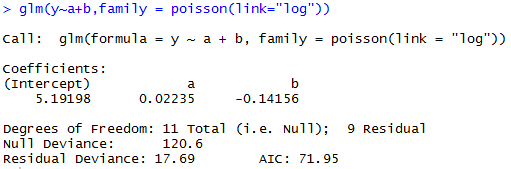 > glm(y~a+b,family = poisson(link="log"))
Call:  glm(formula = y ~ a + b, family = poisson(link = "log"))
Coefficients:
(Intercept)            a            b
    5.19198      0.02235     -0.14156
Degrees of Freedom: 11 Total (i.e. Null);  9 Residual
Null Deviance:      120.6
Residual Deviance: 17.69        AIC: 71.95